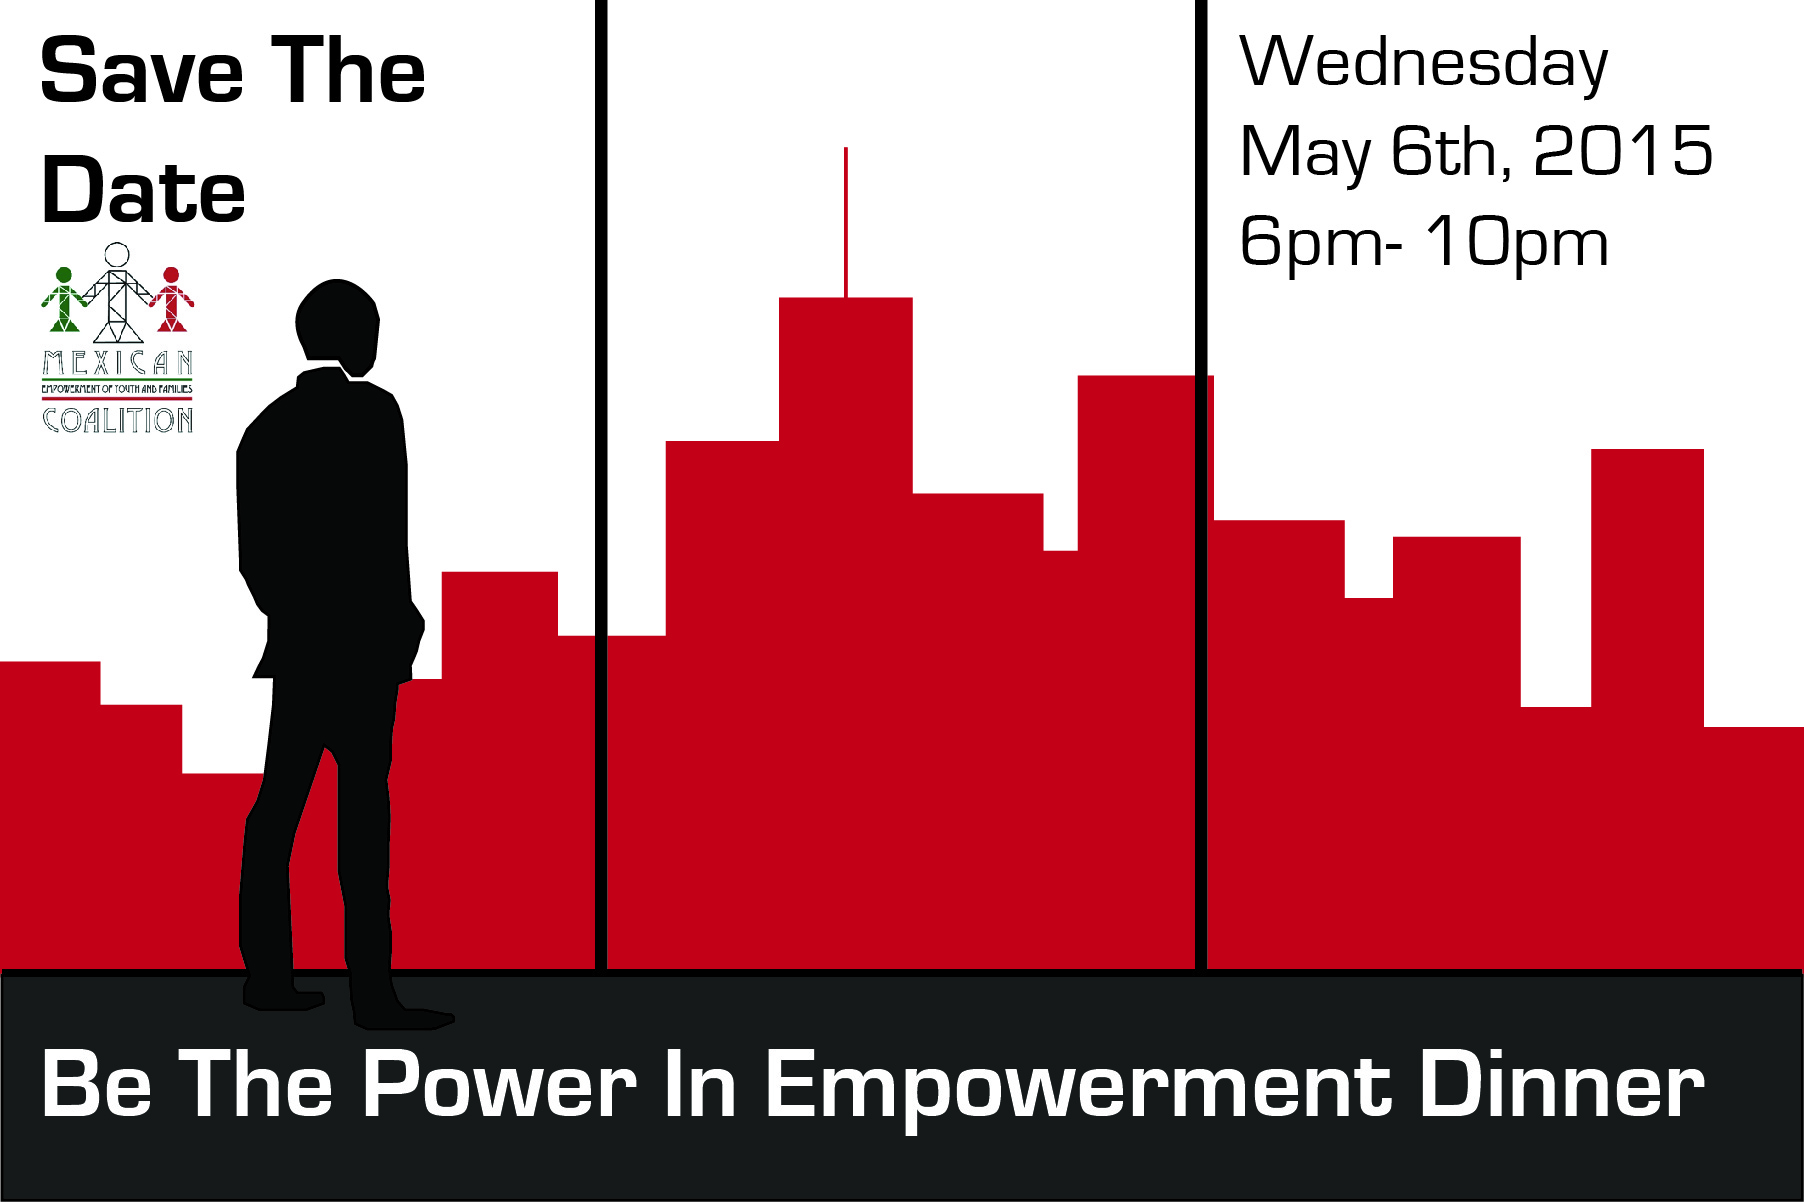 Save The
Date
MEXICAN
EMPOWERMENT OF YOUTH AND FAMILIES
COALITION
Wednesday
May 6th, 2015
6pm- 10pm
Be The Power In Empowerment Dinner